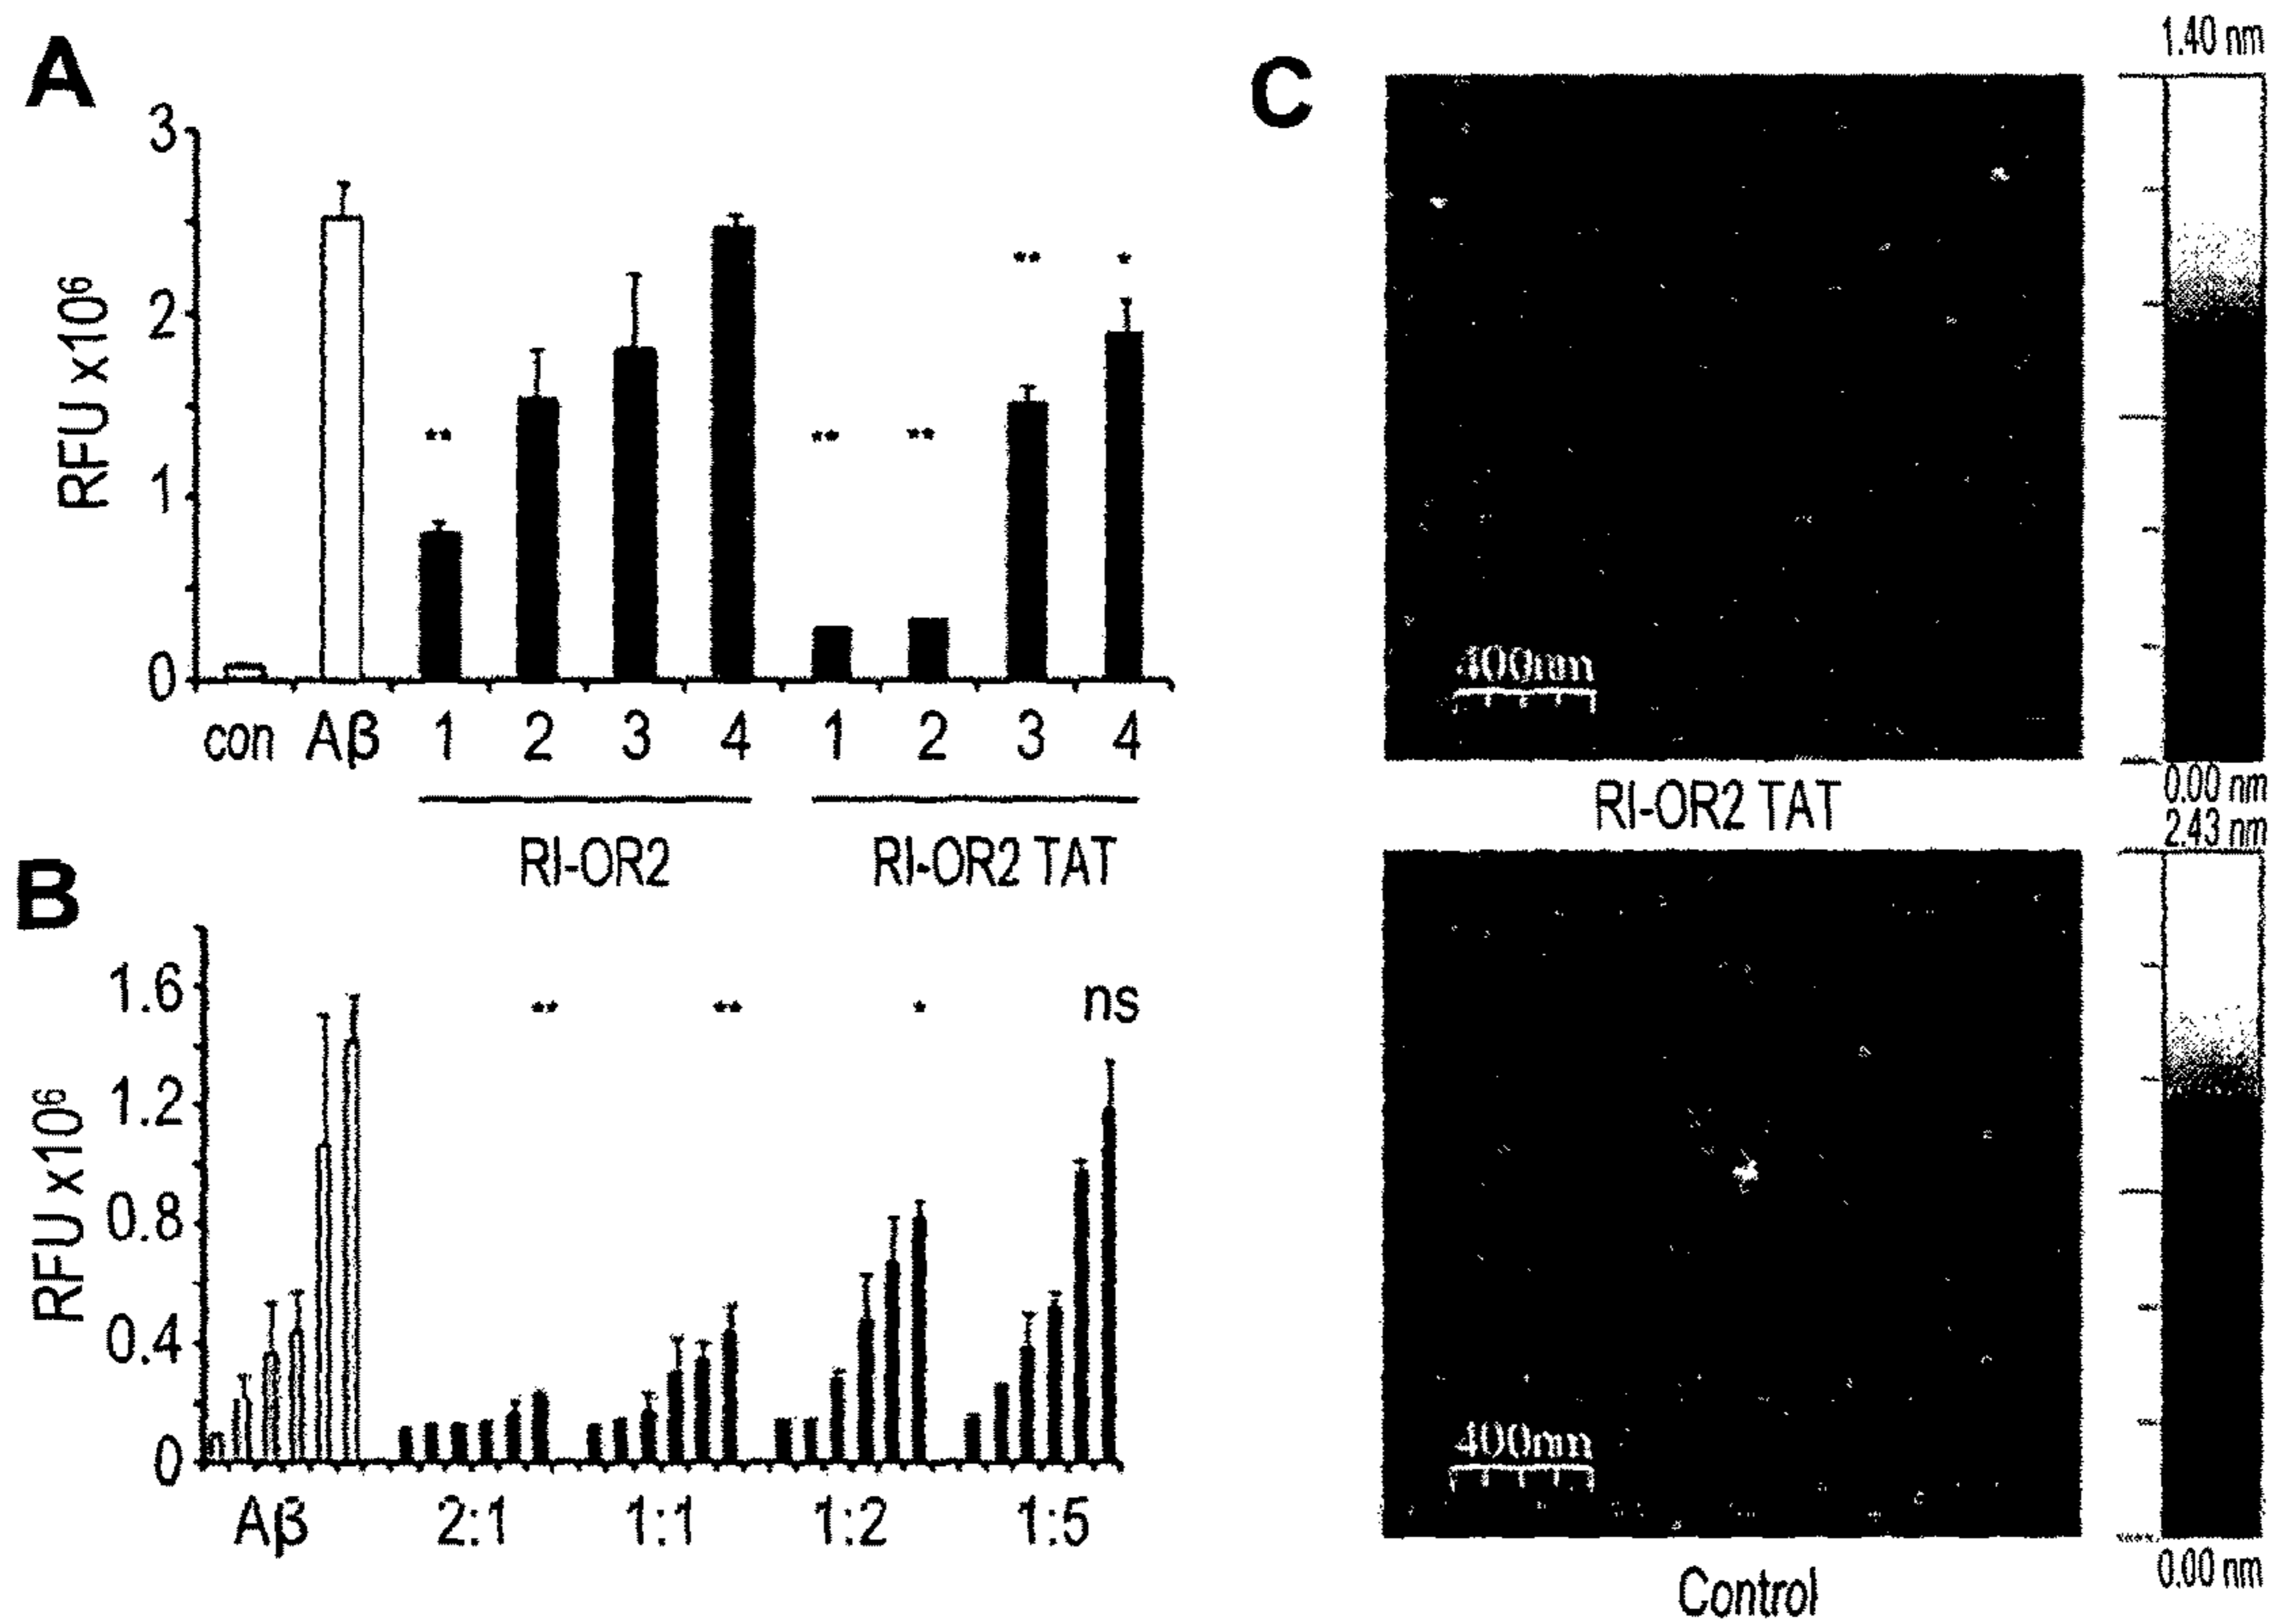 A
3
2
1
0
RFU x10⁶
con Aβ 1 2 3 4 1 2 3 4
** ** ** ** *
RI-OR2 RI-OR2 TAT
B
1.6
1.2
0.8
0.4
0
RFU x10⁶
** ** * ns
Aβ 2:1 1:1 1:2 1:5
C
1.40 nm
400nm
0.00 nm
RI-OR2 TAT
2.43 nm
400nm
0.00 nm
Control